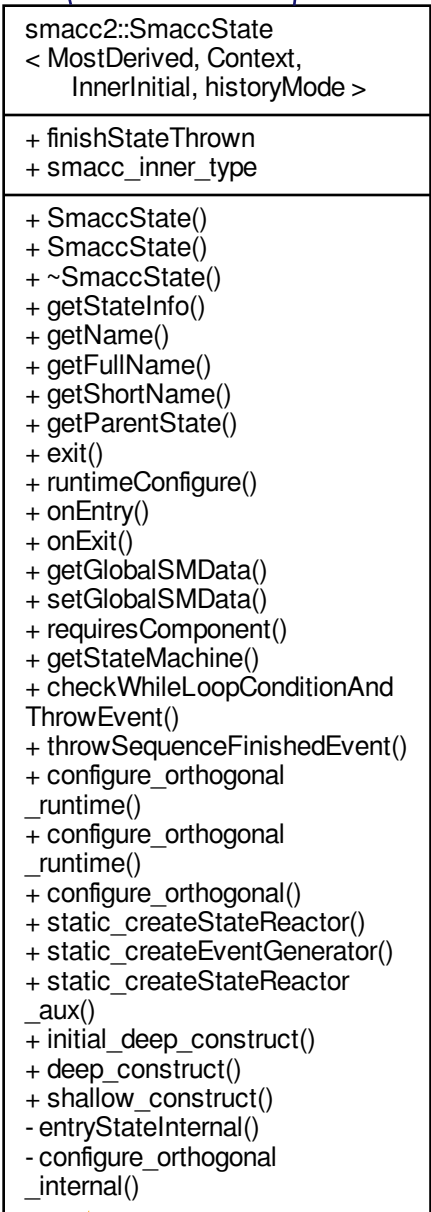 smacc2::SmaccState
< MostDerived, Context,
InnerInitial, historyMode >
+ finishStateThrown
+ smacc_inner_type
+ SmaccState()
+ SmaccState()
+ ~SmaccState()
+ getStateInfo()
+ getName()
+ getFullName()
+ getShortName()
+ getParentState()
+ exit()
+ runtimeConfigure()
+ onEntry()
+ onExit()
+ getGlobalSMData()
+ setGlobalSMData()
+ requiresComponent()
+ getStateMachine()
+ checkWhileLoopConditionAnd
ThrowEvent()
+ throwSequenceFinishedEvent()
+ configure_orthogonal
_runtime()
+ configure_orthogonal
_runtime()
+ configure_orthogonal()
+ static_createStateReactor()
+ static_createEventGenerator()
+ static_createStateReactor
_aux()
+ initial_deep_construct()
+ deep_construct()
+ shallow_construct()
- entryStateInternal()
- configure_orthogonal
_internal()